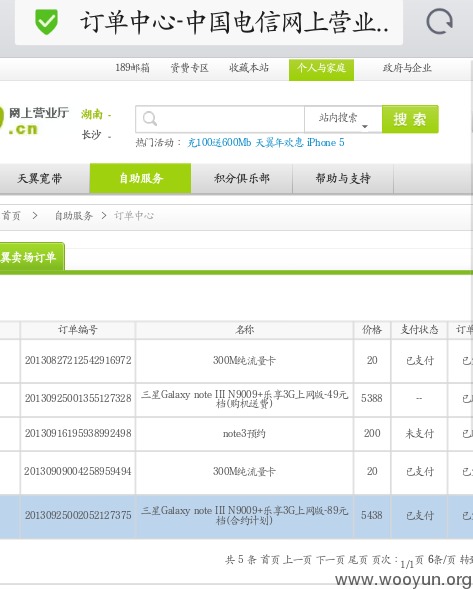 订单中心-中国电信网上营业..
189邮箱 资费专区 收藏本站 个人与家庭 政府与企业
网上营业厅 湖南
.cn 长沙
站内搜索 搜 索
热门活动： 充100送600Mb 天翼年欢惠 iPhone 5
天翼宽带 自助服务 积分俱乐部 帮助与支持
首页 > 自助服务 > 订单中心
翼卖场订单
订单编号 名称 价格 支付状态 订单
20130827212542916972 300M纯流量卡 20 已支付 已
20130925001355127328 三星Galaxy note III N9009+乐享3G上网版-49元
档(购机送费) 5388 -- 已
20130916195938992498 note3预约 200 未支付 已
20130909004258959494 300M纯流量卡 20 已支付 已
20130925002052127375 三星Galaxy note III N9009+乐享3G上网版-89元
档(合约计划) 5438 已支付 已
共 5 条 首页 上一页 下一页 尾页 页次：1/1页 6条/页 转
www.wooyun.org